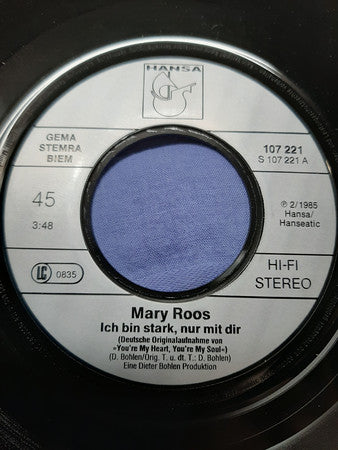 HANSA
GEMA
STEMRA
BIEM
107 221
S 107 221 A
45
3:48
℗ 2/1985
Hansa/
Hanseatic
LC 0835
HI-FI
STEREO
Mary Roos
Ich bin stark, nur mit dir
(Deutsche Originalaufnahme von
»You're My Heart, You're My Soul«)
(D. Bohlen/Orig. T. u. dt. T.: D. Bohlen)
Eine Dieter Bohlen Produktion